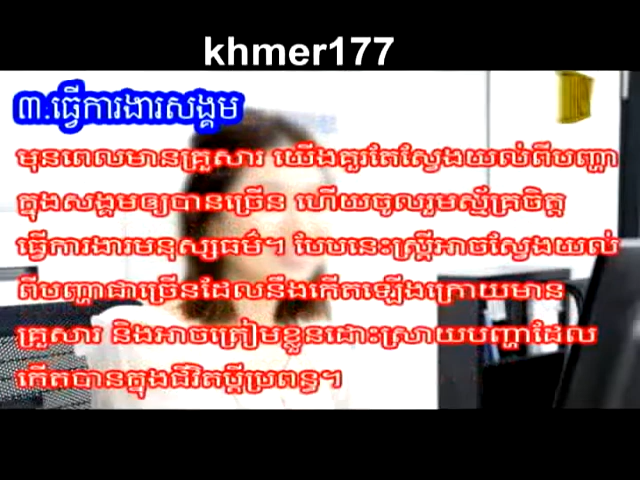 khmer177
៣.ធ្វើការងារសង្គម
មុនពេលមានគ្រួសារ យើងគួរតែស្វែងយល់ពីបញ្ហា
ក្នុងសង្គមឲ្យបានច្រើន ហើយចូលរួមស្ម័គ្រចិត្ត
ធ្វើការងារមនុស្សធម៌។ បែបនេះស្ត្រីអាចស្វែងយល់
ពីបញ្ហាជាច្រើនដែលនឹងកើតឡើងក្រោយមាន
គ្រួសារ និងអាចត្រៀមខ្លួនដោះស្រាយបញ្ហាដែល
កើតបានក្នុងជីវិតប្តីប្រពន្ធ។